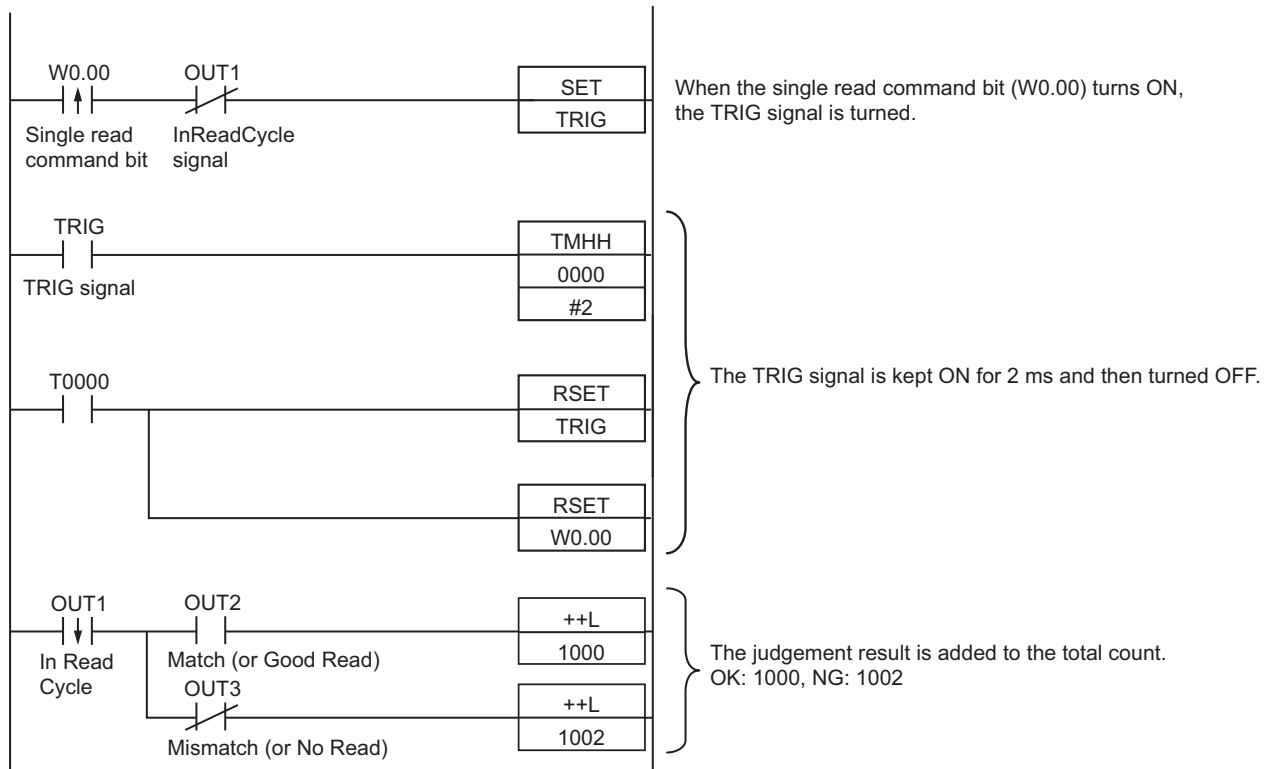 W0.00
OUT1
SET
TRIG
When the single read command bit (W0.00) turns ON,
the TRIG signal is turned.
Single read
command bit
InReadCycle
signal
TRIG
TRIG signal
TMHH
0000
#2
The TRIG signal is kept ON for 2 ms and then turned OFF.
T0000
RSET
TRIG
RSET
W0.00
OUT1
In Read
Cycle
OUT2
Match (or Good Read)
++L
1000
The judgement result is added to the total count.
OK: 1000, NG: 1002
OUT3
Mismatch (or No Read)
++L
1002